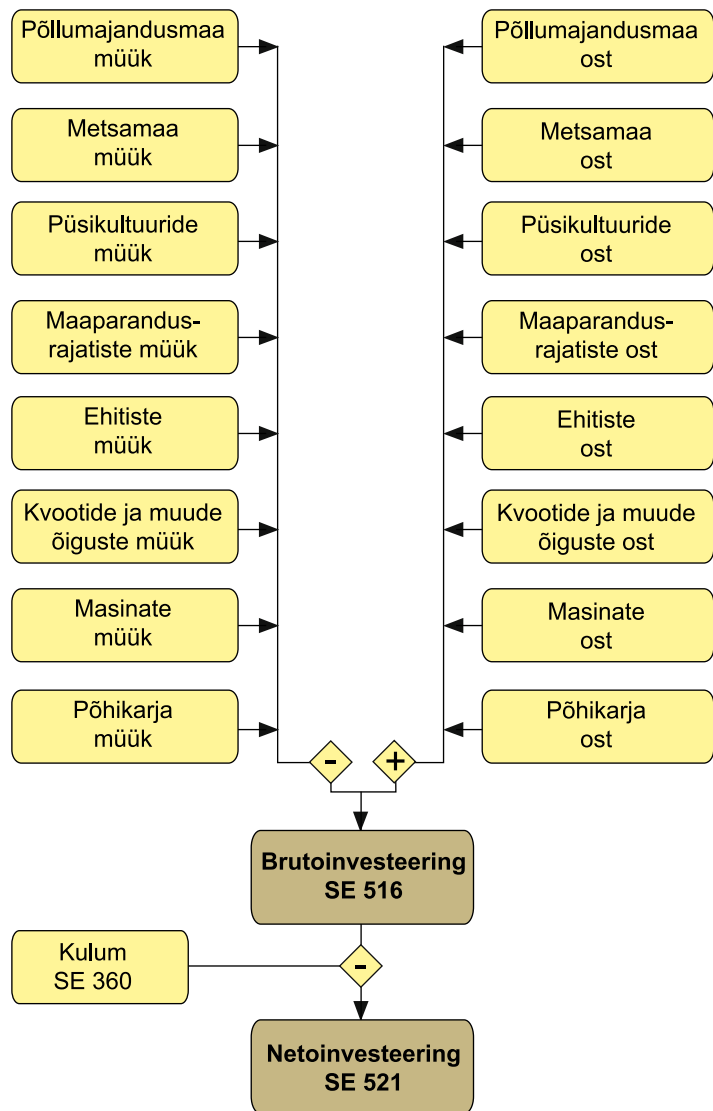 Põllumajandusmaa
müük
Põllumajandusmaa
ost
Metsamaa
müük
Metsamaa
ost
Püsikultuuride
müük
Püsikultuuride
ost
Maaparandus-
rajatiste müük
Maaparandus-
rajatiste ost
Ehitiste
müük
Ehitiste
ost
Kvootide ja muude
õiguste müük
Kvootide ja muude
õiguste ost
Masinate
müük
Masinate
ost
Põhikarja
müük
Põhikarja
ost
-
+
Brutoinvesteering
SE 516
Kulum
SE 360
-
Netoinvesteering
SE 521